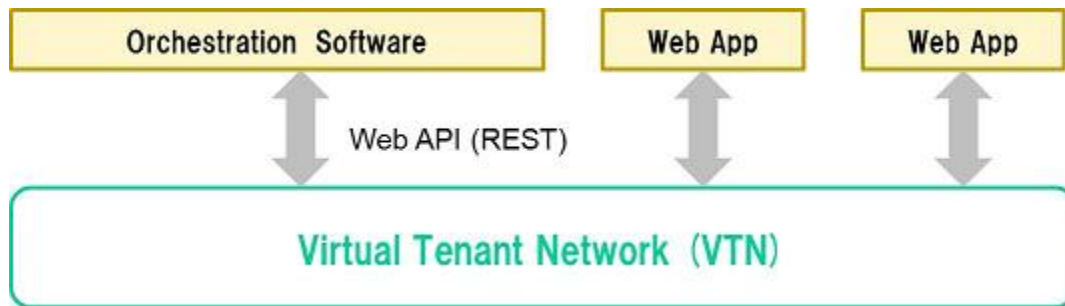 Orchestration Software
Web App
Web App
Web API (REST)
Virtual Tenant Network (VTN)